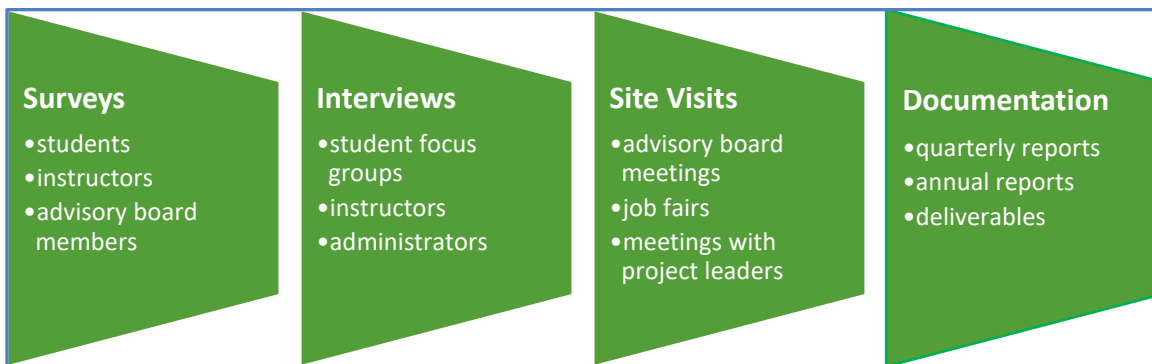 Surveys
•students
•instructors
•advisory board
members
Interviews
•student focus
groups
•instructors
•administrators
Site Visits
•advisory board
meetings
•job fairs
•meetings with
project leaders
Documentation
•quarterly reports
•annual reports
•deliverables